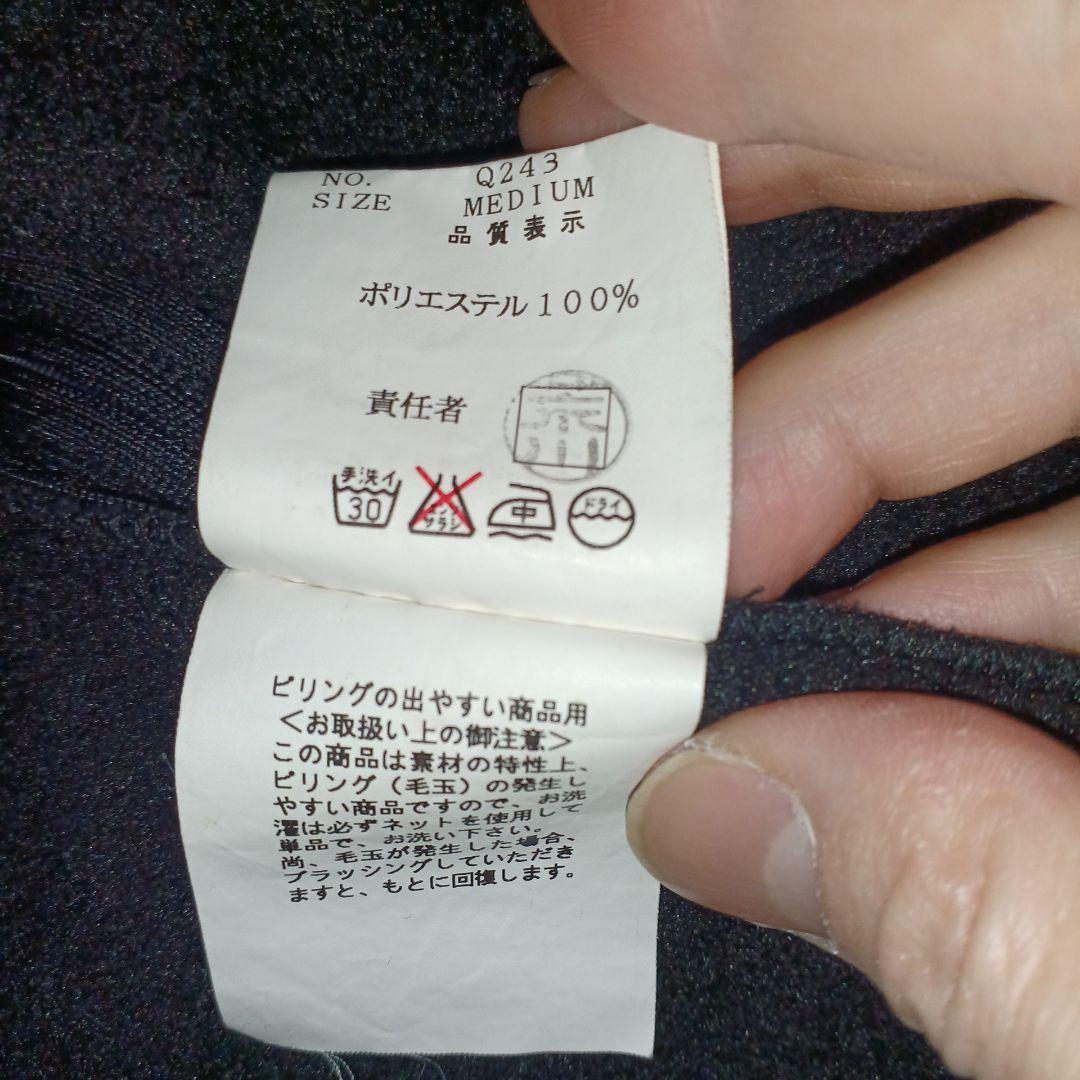 NO. Q243
SIZE MEDIUM
品質表示
ポリエステル100%
責任者
手洗イ
30
サラシ
中
ドライ
ピリングの出やすい商品用
<お取扱い上の御注意>
この商品は素材の特性上、
ピリング(毛玉)の発生し
やすい商品ですので、お洗
濯は必ずネットを使用して
単品で、お洗い下さい。
尚、毛玉が発生した場合、
ブラッシングしていただき
ますと、もとに回復します。